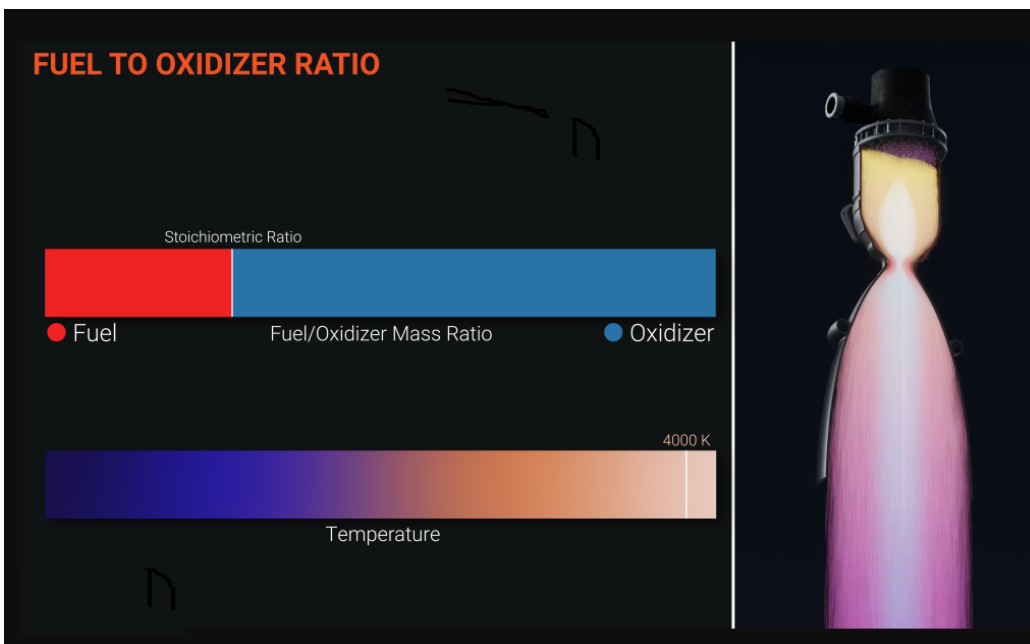 FUEL TO OXIDIZER RATIO
n
Stoichiometric Ratio
Fuel
Fuel/Oxidizer Mass Ratio
Oxidizer
4000 K
Temperature
n